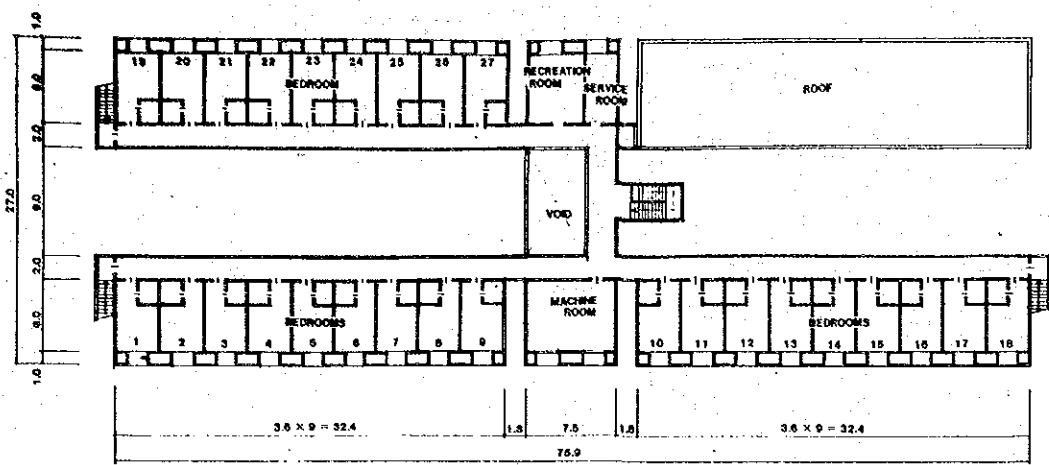 1.0
6.0
2.0
9.0
2.0
6.0
1.0
27.0
19 20 21 22 23 24 25 26 27
BEDROOM
RECREATION
ROOM
SERVICE
ROOM
ROOF
VOID
MACHINE
ROOM
BEDROOMS
1 2 3 4 5 6 7 8 9
BEDROOMS
10 11 12 13 14 15 16 17 18
3.6 × 9 = 32.4
1.8
7.5
1.8
3.6 × 9 = 32.4
75.9